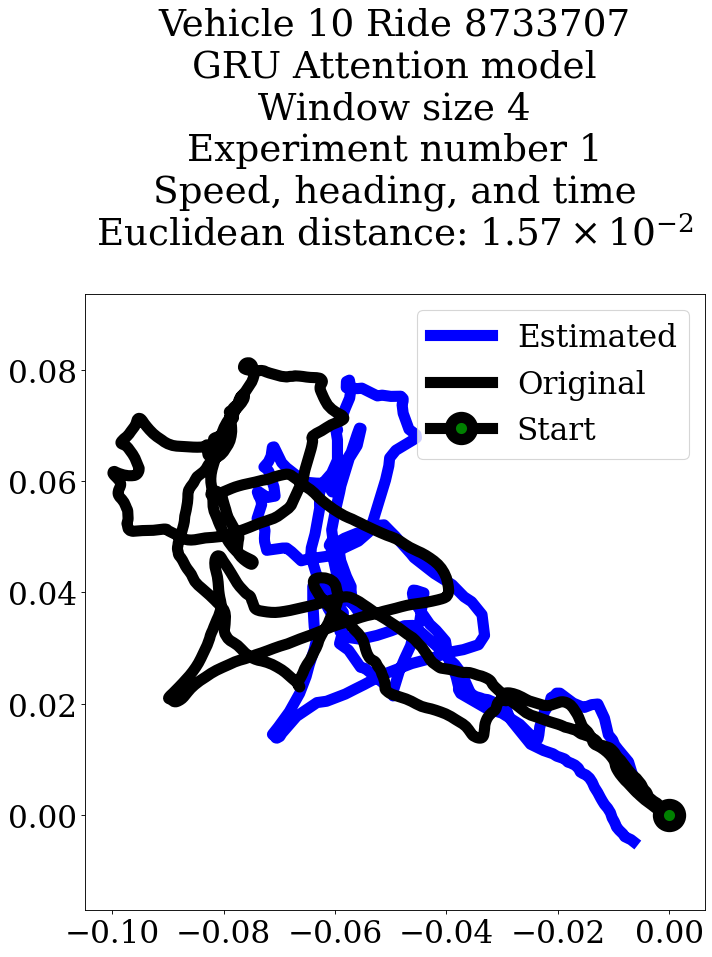 Vehicle 10 Ride 8733707
GRU Attention model
Window size 4
Experiment number 1
Speed, heading, and time
Euclidean distance: 1.57 × 10⁻²
Estimated
Original
Start
0.08
0.06
0.04
0.02
0.00
−0.10 −0.08 −0.06 −0.04 −0.02 0.00